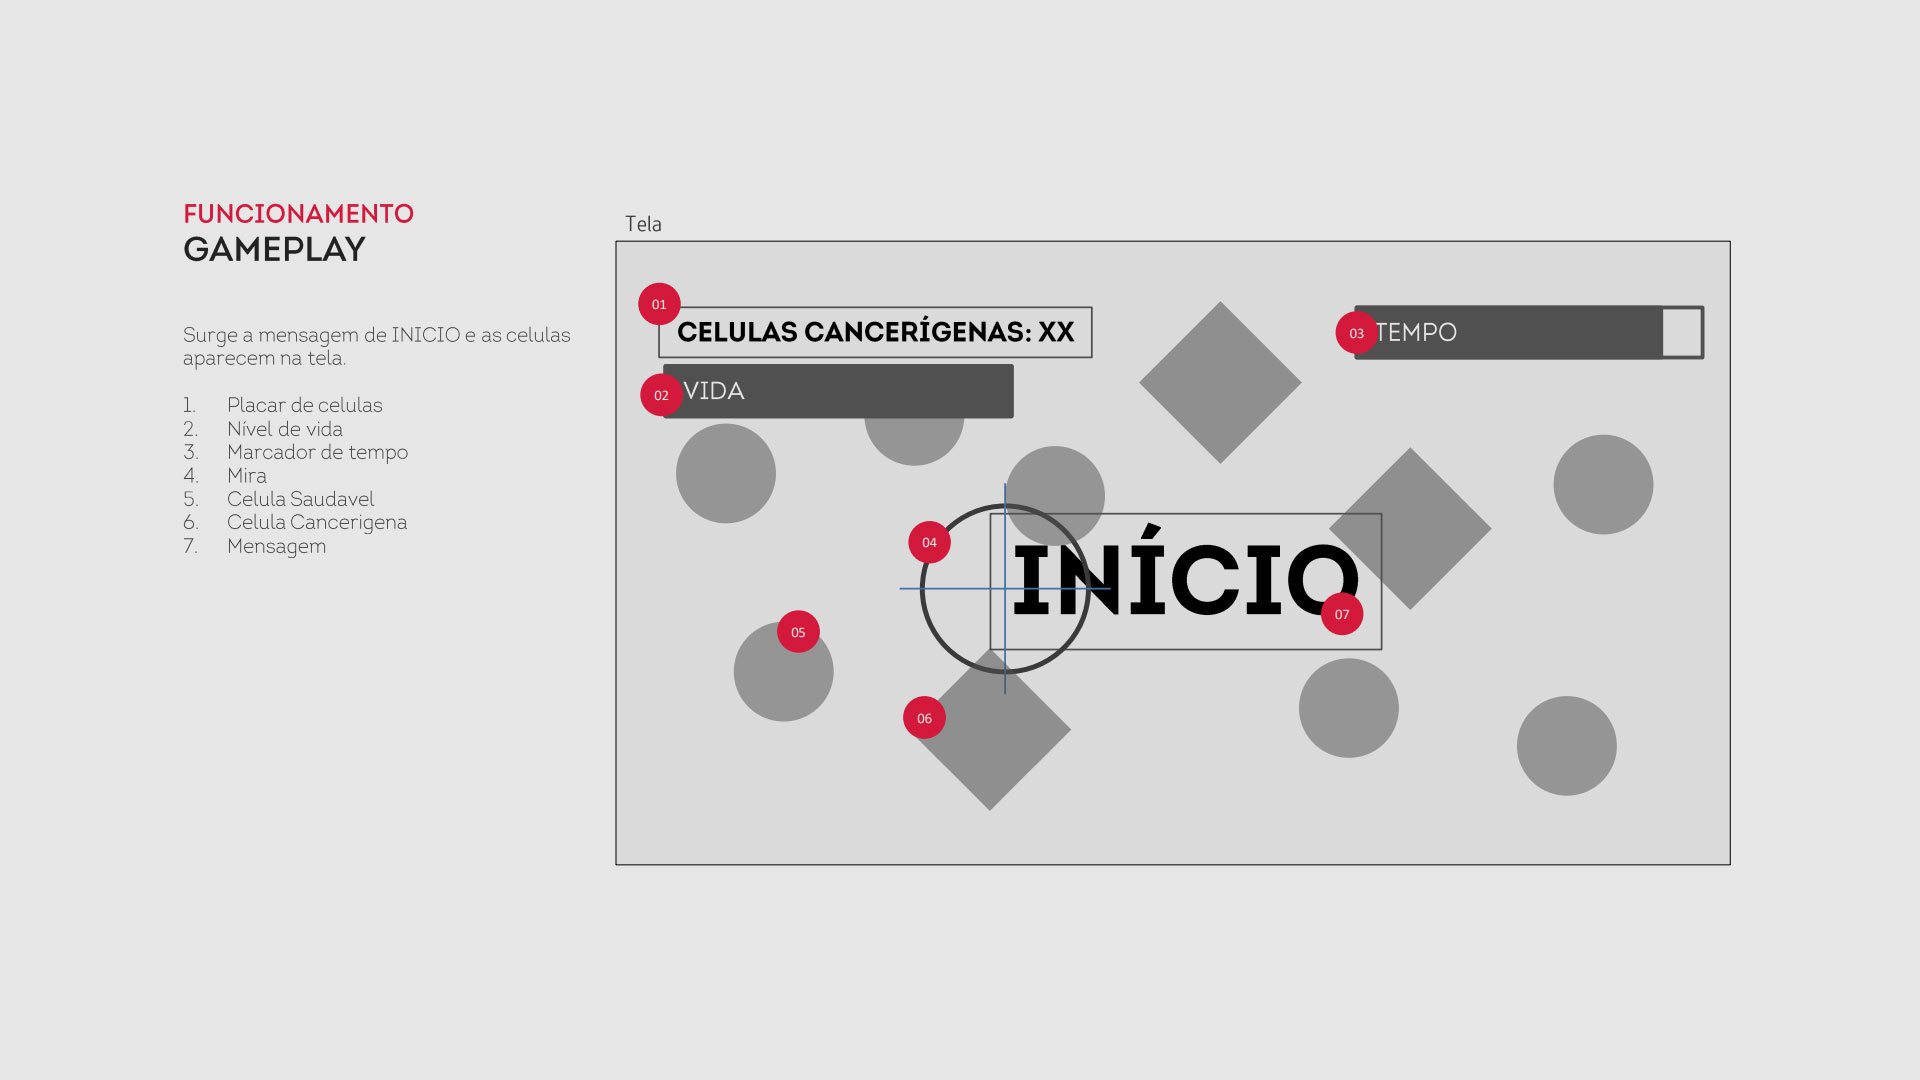 FUNCIONAMENTO
GAMEPLAY
Surge a mensagem de INICIO e as celulas
aparecem na tela.
1. Placar de celulas
2. Nível de vida
3. Marcador de tempo
4. Mira
5. Celula Saudavel
6. Celula Cancerigena
7. Mensagem
Tela
01
CELULAS CANCERÍGENAS: XX
03 TEMPO
02 VIDA
04
INÍCIO
07
05
06